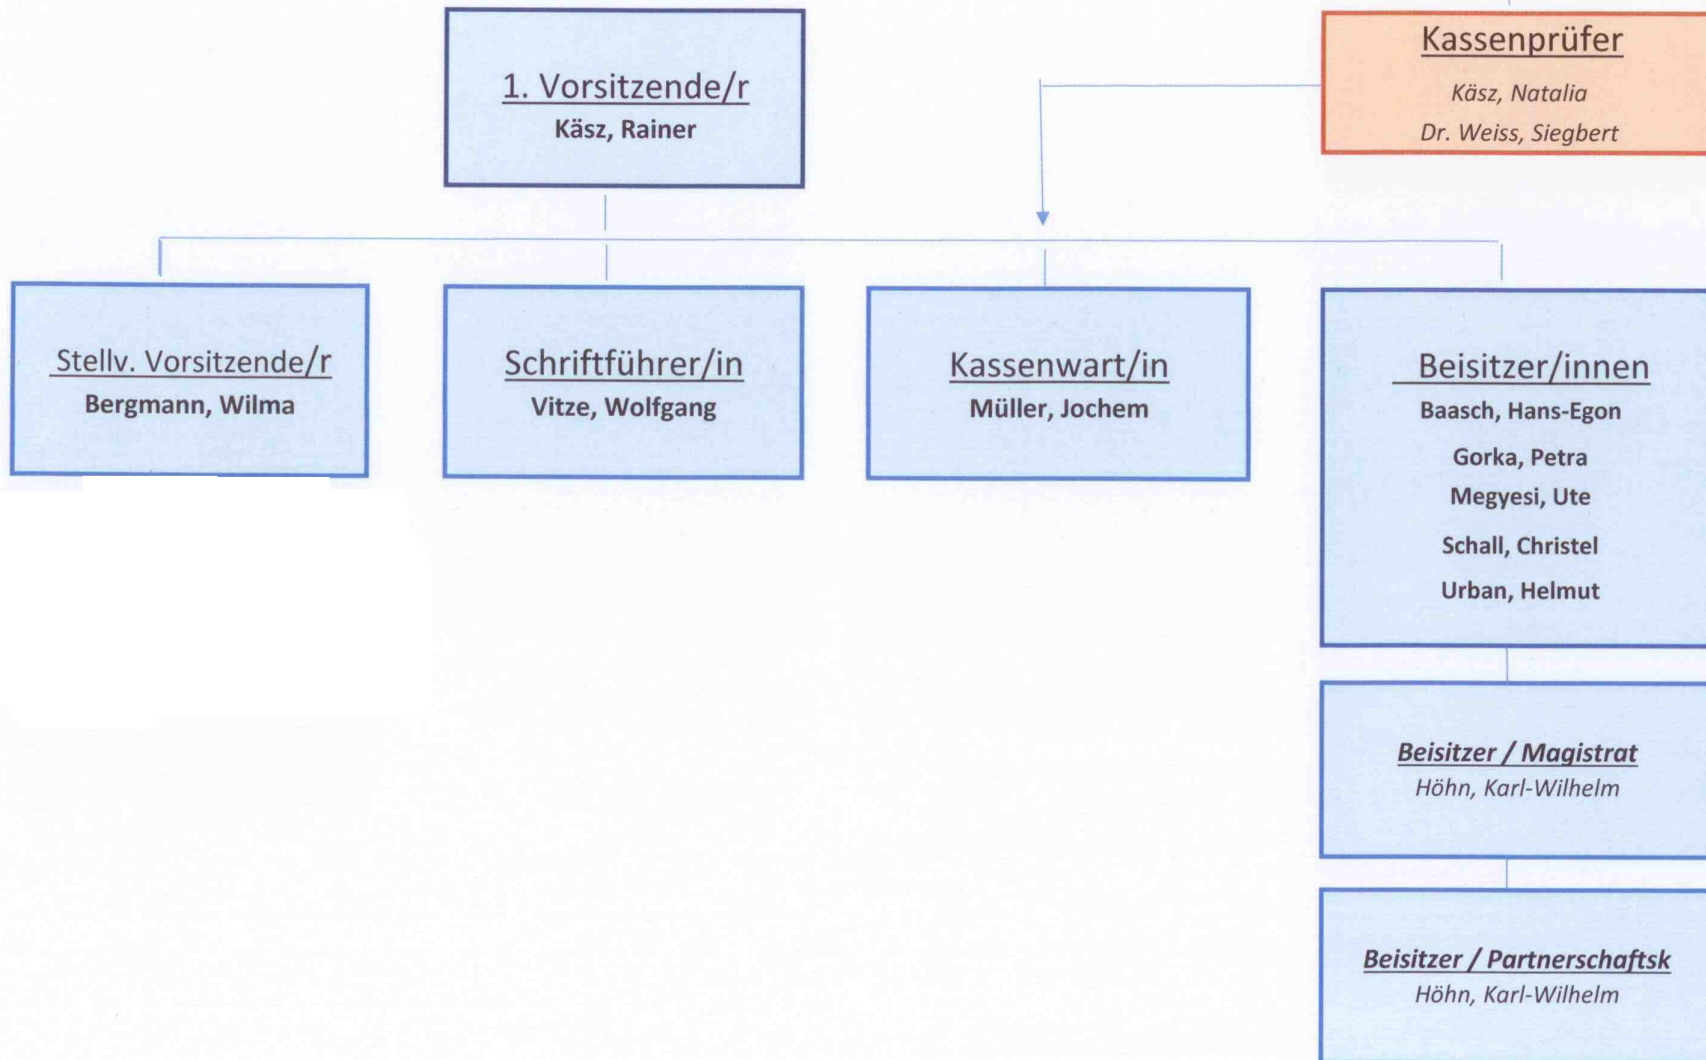 1. Vorsitzende/r
Käsz, Rainer
Kassenprüfer
Käsz, Natalia
Dr. Weiss, Siegbert
Stellv. Vorsitzende/r
Bergmann, Wilma
Schriftführer/in
Vitze, Wolfgang
Kassenwart/in
Müller, Jochem
Beisitzer/innen
Baasch, Hans-Egon
Gorka, Petra
Megyesi, Ute
Schall, Christel
Urban, Helmut
Beisitzer / Magistrat
Höhn, Karl-Wilhelm
Beisitzer / Partnerschaftsk
Höhn, Karl-Wilhelm